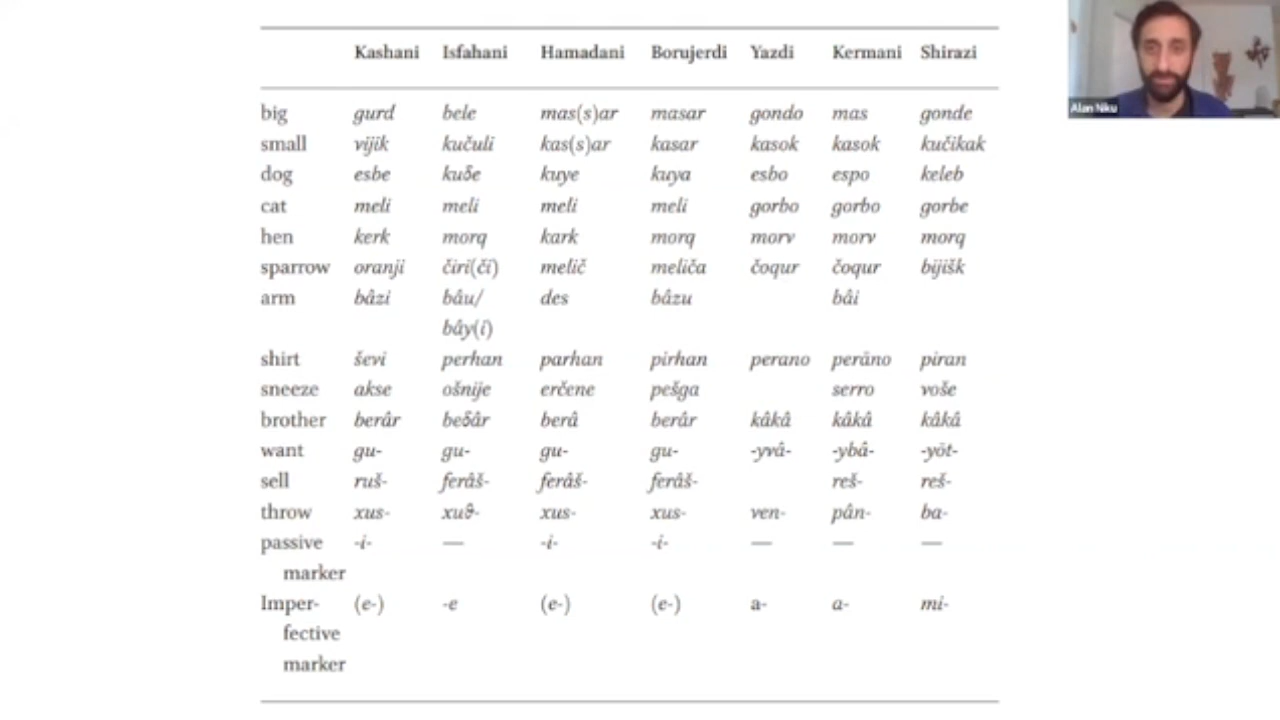 Kashani Isfahani Hamadani Borujerdi Yazdi Kermani Shirazi
big gurd bele mas(s)ar masar gondo mas gonde
small vijik kučuli kas(s)ar kasar kasok kasok kučikak
dog esbe kuδe kuye kuya esbo espo keleb
cat meli meli meli meli gorbo gorbo gorbe
hen kerk morq kark morq morv morv morq
sparrow oranji čiri(čí) melič meliča čoqur čoqur bijišk
arm bâzi bâu/ des bâzu bâi
bây(í)
shirt ševi perhan parhan pirhan perano perāno piran
sneeze akse ošnije erčene pešga serro voše
brother berâr beδâr berâ berâr kâkâ kâkâ kâkâ
want gu- gu- gu- gu- -yvâ- -ybâ- -yöt-
sell ruš- ferâš- ferâš- ferâš- reš- reš-
throw xus- xuϑ- xus- xus- ven- pân- ba-
passive -i- — -i- -i- — — —
marker
Imper- (e-) -e (e-) (e-) a- a- mi-
fective
marker
Alan Niku